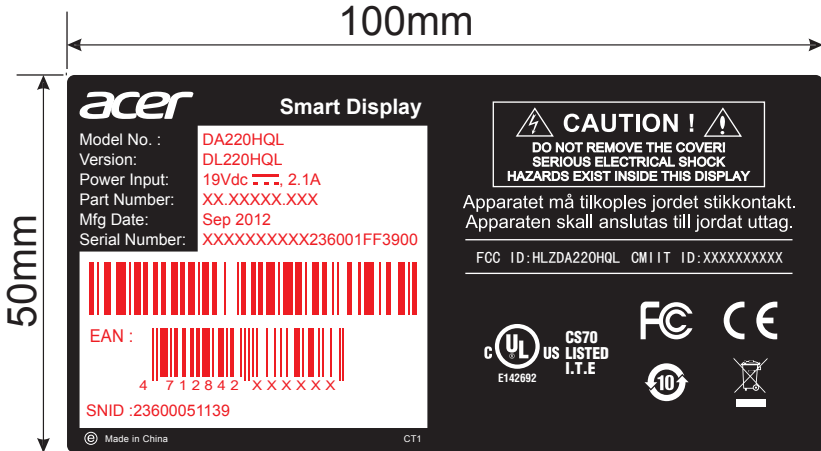 100mm
50mm
acer Smart Display
Model No. : DA220HQL
Version: DL220HQL
Power Input: 19Vdc , 2.1A
Part Number: XX.XXXXX.XXX
Mfg Date: Sep 2012
Serial Number: XXXXXXXXXX236001FF3900
EAN :
4 712842 XXXXXX
SNID :23600051139
e Made in China CT1
CAUTION !
DO NOT REMOVE THE COVERI
SERIOUS ELECTRICAL SHOCK
HAZARDS EXIST INSIDE THIS DISPLAY
Apparatet må tilkoples jordet stikkontakt.
Apparaten skall anslutas till jordat uttag.
FCC ID:HLZDA220HQL CMIIT ID:XXXXXXXXXX
C UL US ®
CS70
LISTED
I.T.E
E142692
FC CE
10